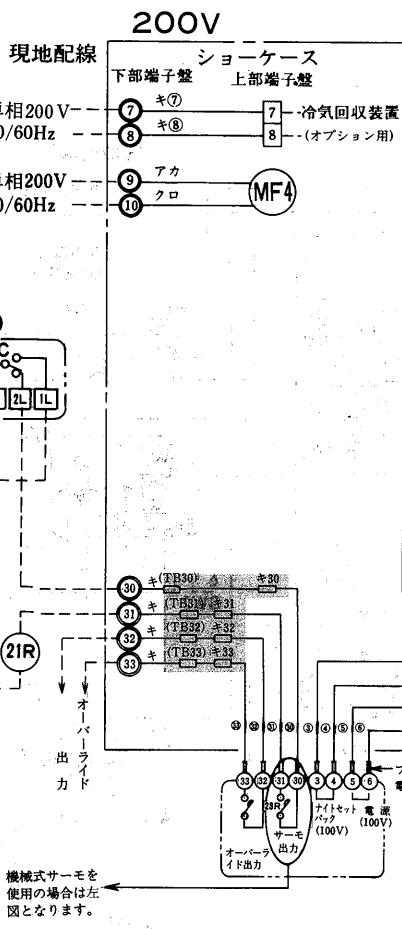 200V
現地配線
ショーケース
下部端子盤
上部端子盤
相200V
7
キ⑦
7
冷気回収装置
0/60Hz
8
キ⑧
8
(オプション用)
相200V
9
アカ
MF4
0/60Hz
10
クロ
C
2L
1L
30
キ
(TB30)
キ30
31
キ
(TB31)
キ31
32
キ
(TB32)
キ32
21R
33
キ
(TB33)
キ33
オーバーライド
出力
㉝
㉜
㉛
㉚
③
④
⑤
⑥
33
32
31
30
3
4
5
6
23R
ナイトセット
バック
(100V)
電源
(100V)
サーモ
出力
オーバーラ
イド出力
電
機械式サーモを
使用の場合は左
図となります。